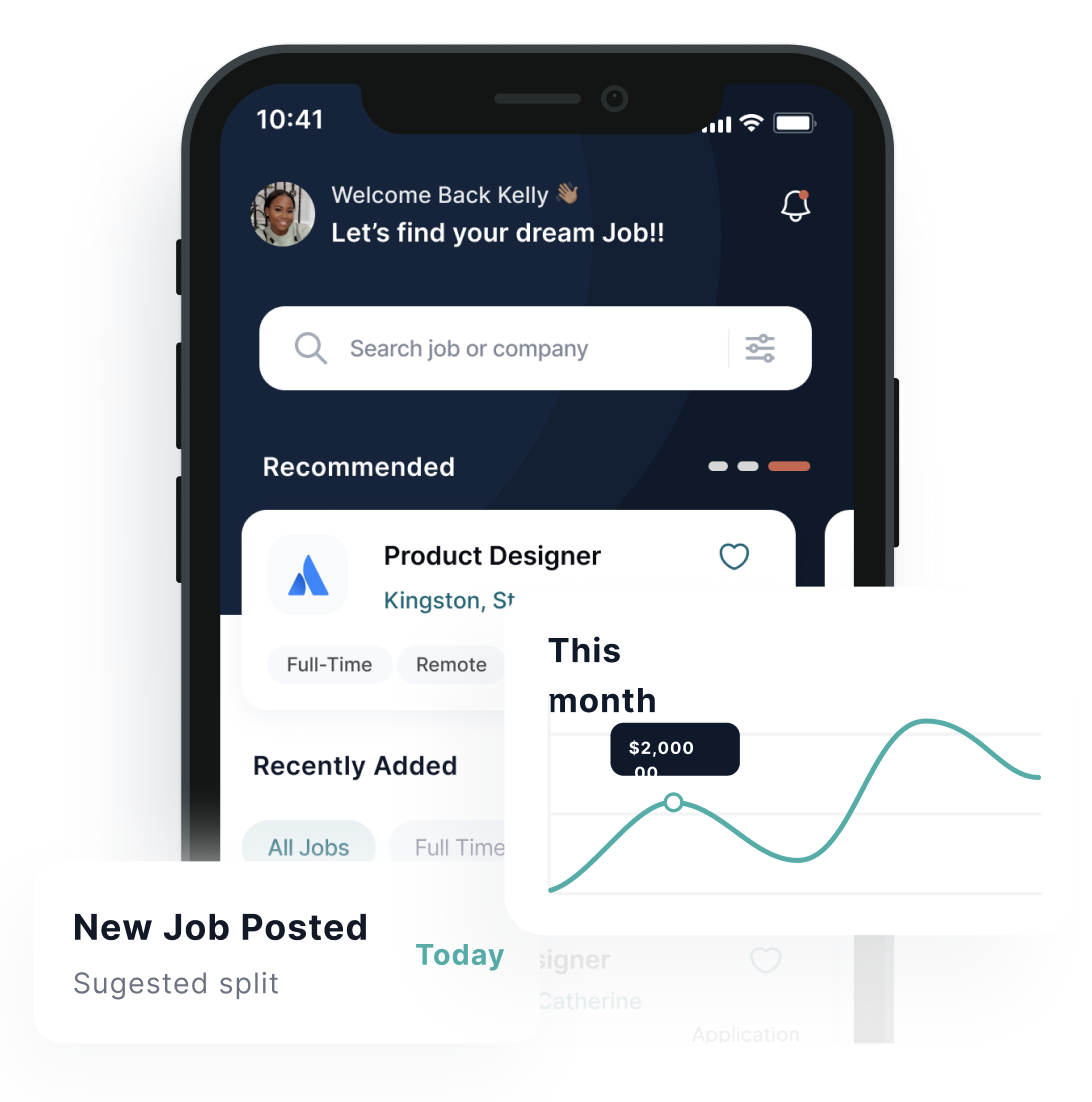 10:41
Welcome Back Kelly 👋🏽
Let’s find your dream Job!!
Search job or company
Recommended
Product Designer
Kingston, St
Full-Time
Remote
This
month
$2,000
00
Recently Added
All Jobs
Full Time
New Job Posted
Today
Sugested split
signer
Catherine
Application